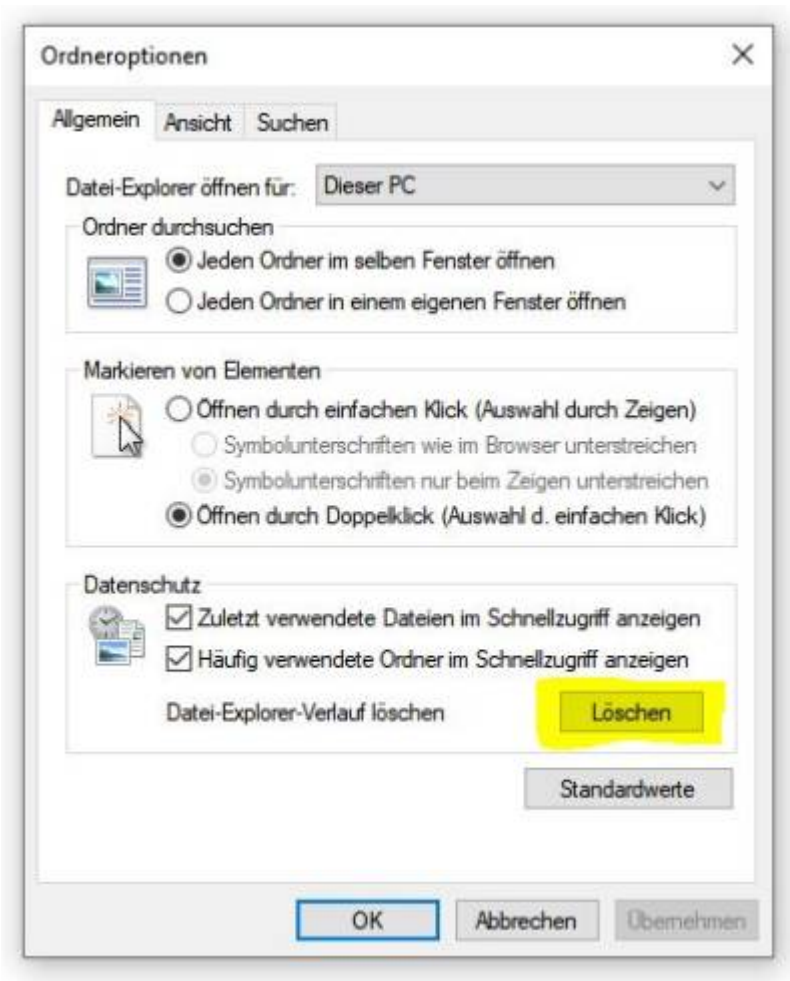 Ordneroptionen
Allgemein Ansicht Suchen
Datei-Explorer öffnen für: Dieser PC
Ordner durchsuchen
Jeden Ordner im selben Fenster öffnen
Jeden Ordner in einem eigenen Fenster öffnen
Markieren von Elementen
Öffnen durch einfachen Klick (Auswahl durch Zeigen)
Symbolunterschriften wie im Browser unterstreichen
Symbolunterschriften nur beim Zeigen unterstreichen
Öffnen durch Doppelklick (Auswahl d. einfachen Klick)
Datenschutz
Zuletzt verwendete Dateien im Schnellzugriff anzeigen
Häufig verwendete Ordner im Schnellzugriff anzeigen
Datei-Explorer-Verlauf löschen Löschen
Standardwerte
OK Abbrechen Übernehmen